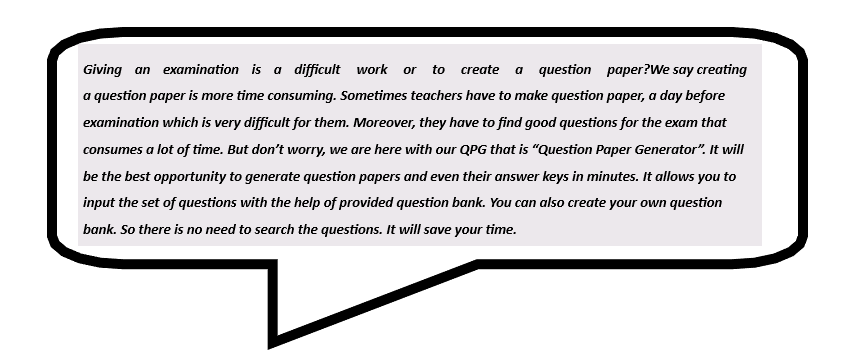 Giving an examination is a difficult work or to create a question paper?We say creating
a question paper is more time consuming. Sometimes teachers have to make question paper, a day before
examination which is very difficult for them. Moreover, they have to find good questions for the exam that
consumes a lot of time. But don’t worry, we are here with our QPG that is “Question Paper Generator”. It will
be the best opportunity to generate question papers and even their answer keys in minutes. It allows you to
input the set of questions with the help of provided question bank. You can also create your own question
bank. So there is no need to search the questions. It will save your time.